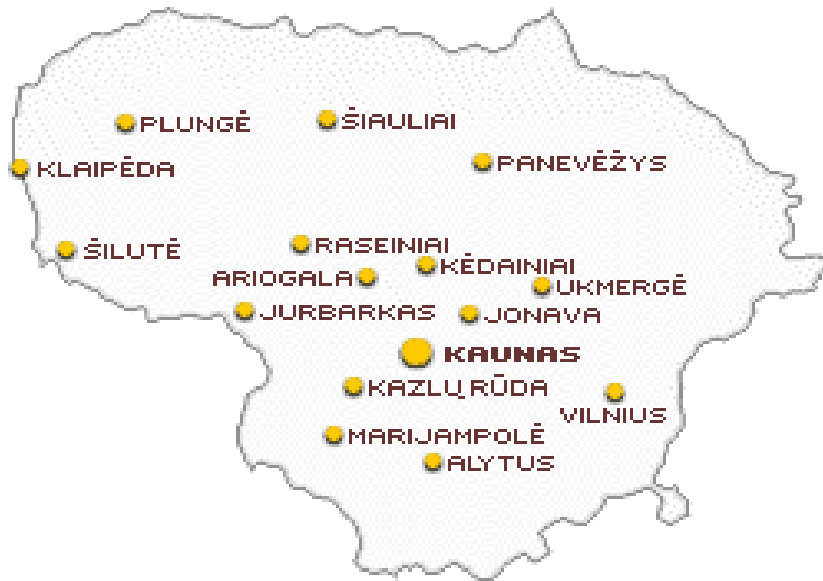 PLUNGĖ
ŠIAULIAI
PANEVĖŽYS
KLAIPĖDA
ŠILUTĖ
RASEINIAI
KĖDAINIAI
ARIOGALA
UKMERGĖ
JURBARKAS
JONAVA
KAUNAS
KAZLŲ RŪDA
VILNIUS
MARIJAMPOLĖ
ALYTUS